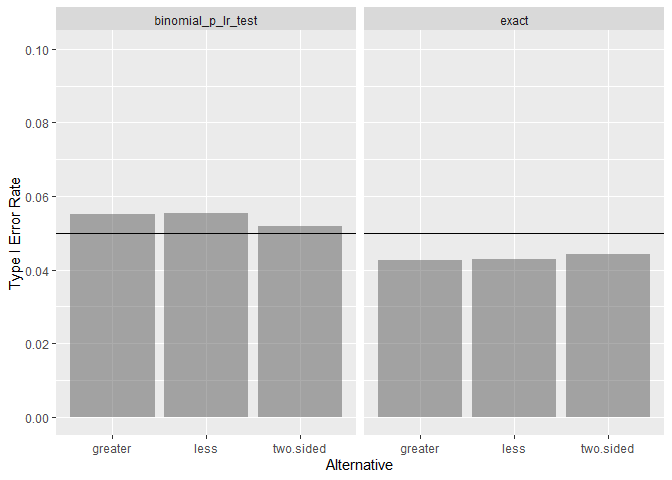 binomial_p_lr_test
exact
0.10
0.08
0.06
0.04
0.02
0.00
Type I Error Rate
greater
less
two.sided
greater
less
two.sided
Alternative